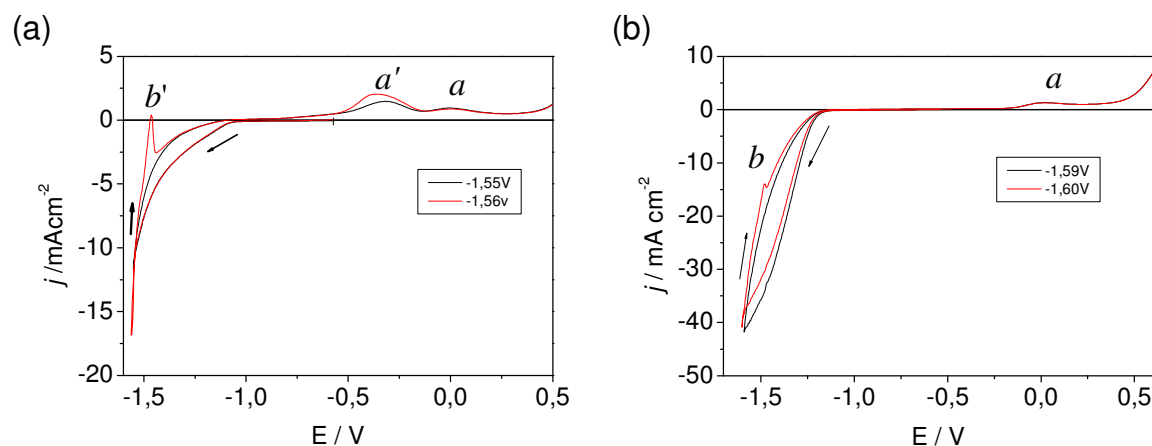 (a)
5
0
-5
-10
-15
-20
j /mAcm-2
b'
a'
a
-1,55V
-1,56v
-1,5
-1,0
-0,5
0,0
0,5
E / V
(b)
10
0
-10
-20
-30
-40
-50
j / mA cm-2
a
b
-1,59V
-1,60V
-1,5
-1,0
-0,5
0,0
0,5
E / V